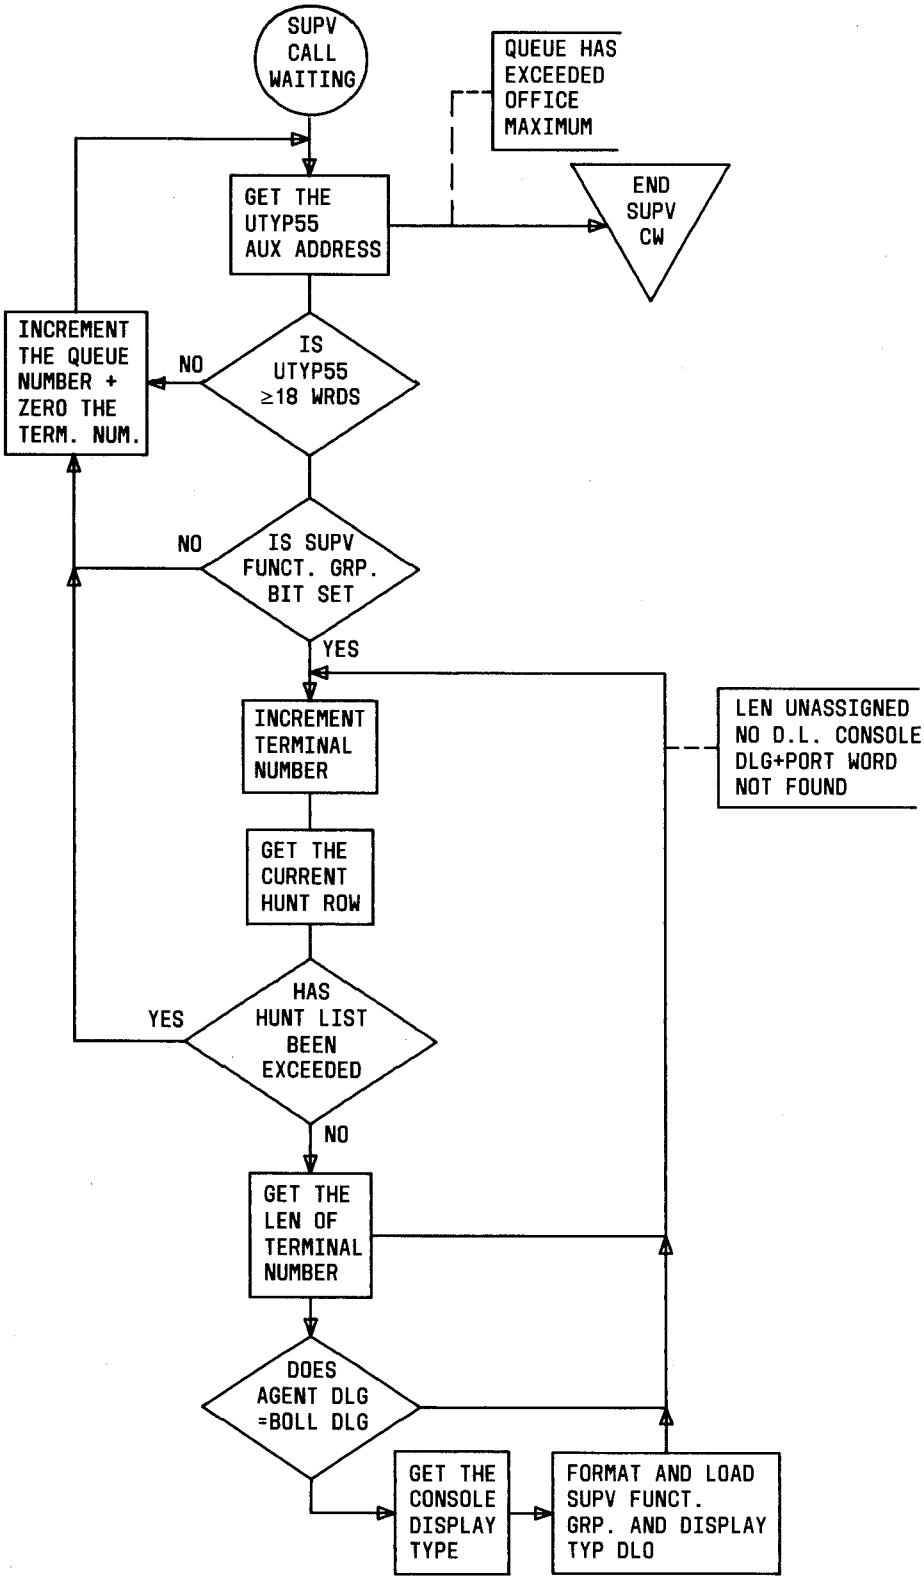 SUPV
CALL
WAITING
QUEUE HAS
EXCEEDED
OFFICE
MAXIMUM
GET THE
UTYP55
AUX ADDRESS
END
SUPV
CW
INCREMENT
THE QUEUE
NUMBER +
ZERO THE
TERM. NUM.
NO
IS
UTYP55
≥18 WRDS
NO
IS SUPV
FUNCT. GRP.
BIT SET
YES
INCREMENT
TERMINAL
NUMBER
LEN UNASSIGNED
NO D.L. CONSOLE
DLG+PORT WORD
NOT FOUND
GET THE
CURRENT
HUNT ROW
YES
HAS
HUNT LIST
BEEN
EXCEEDED
NO
GET THE
LEN OF
TERMINAL
NUMBER
DOES
AGENT DLG
=BOLL DLG
GET THE
CONSOLE
DISPLAY
TYPE
FORMAT AND LOAD
SUPV FUNCT.
GRP. AND DISPLAY
TYP DLO